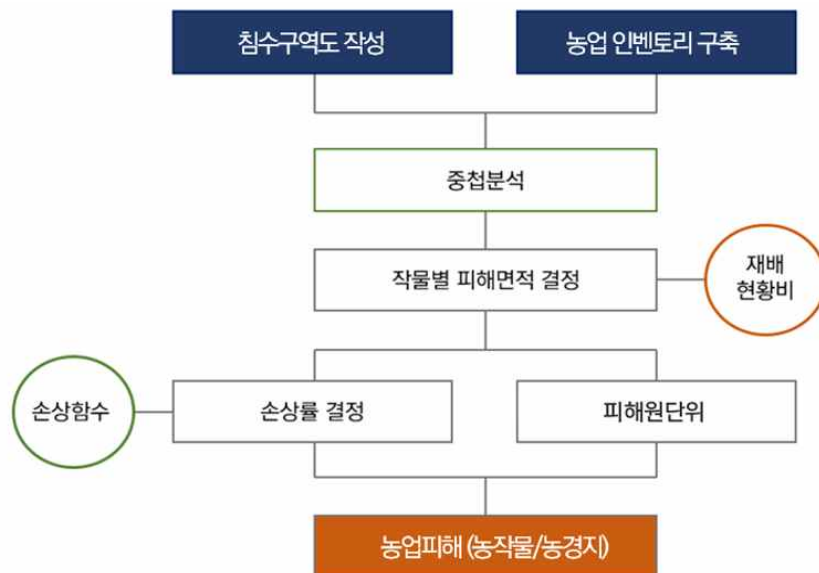 침수구역도 작성
농업 인벤토리 구축
중첩분석
작물별 피해면적 결정
재배
현황비
손상함수
손상률 결정
피해원단위
농업피해 (농작물/농경지)